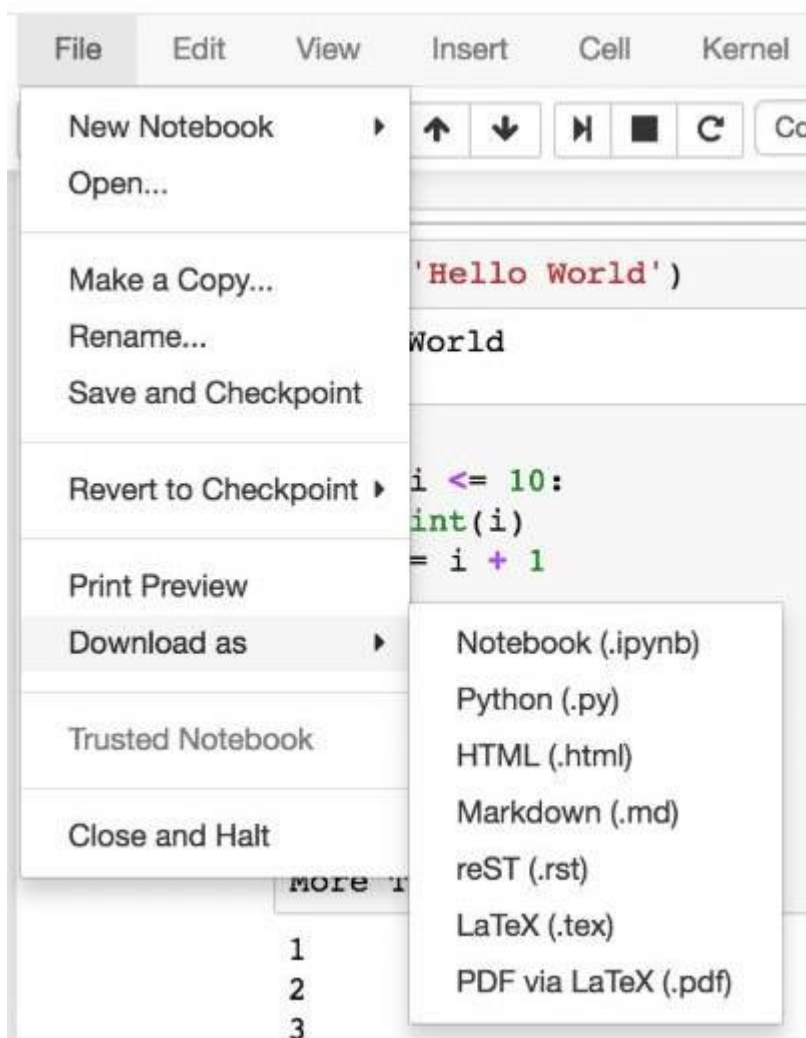 File Edit View Insert Cell Kernel
New Notebook
Open...
Make a Copy...
Rename...
Save and Checkpoint
Revert to Checkpoint
Print Preview
Download as
Trusted Notebook
Close and Halt
'Hello World')
World
i <= 10:
int(i)
= i + 1
Notebook (.ipynb)
Python (.py)
HTML (.html)
Markdown (.md)
reST (.rst)
LaTeX (.tex)
PDF via LaTeX (.pdf)
More
1
2
3